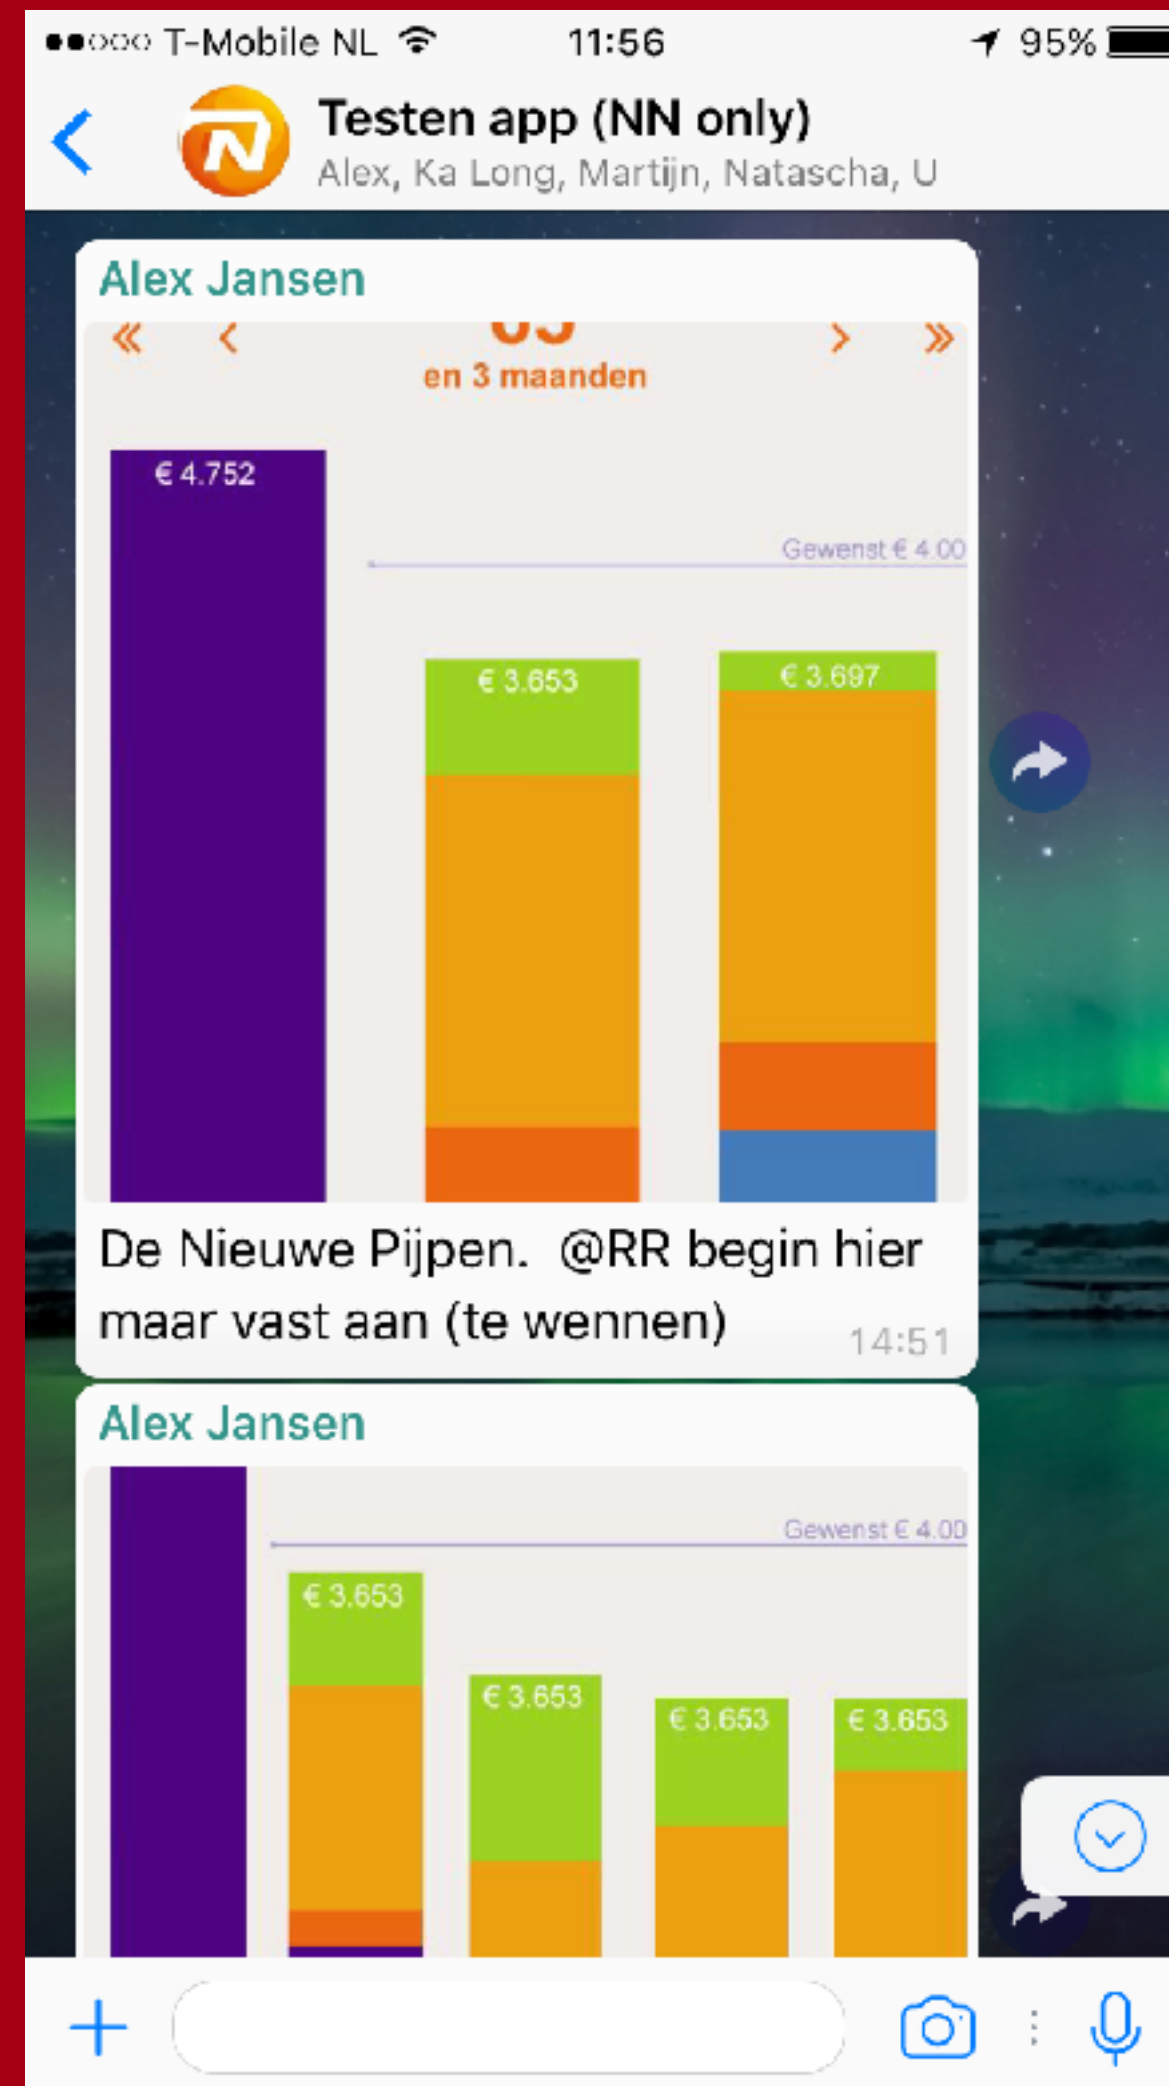 T-Mobile NL 11:56 95%
Testen app (NN only)
Alex, Ka Long, Martijn, Natascha, U
Alex Jansen
en 3 maanden
€ 4.752
Gewenst € 4.00
€ 3.653
€ 3.697
De Nieuwe Pijpen. @RR begin hier
maar vast aan (te wennen)
14:51
Alex Jansen
Gewenst € 4.00
€ 3.653
€ 3.653
€ 3.653
€ 3.653